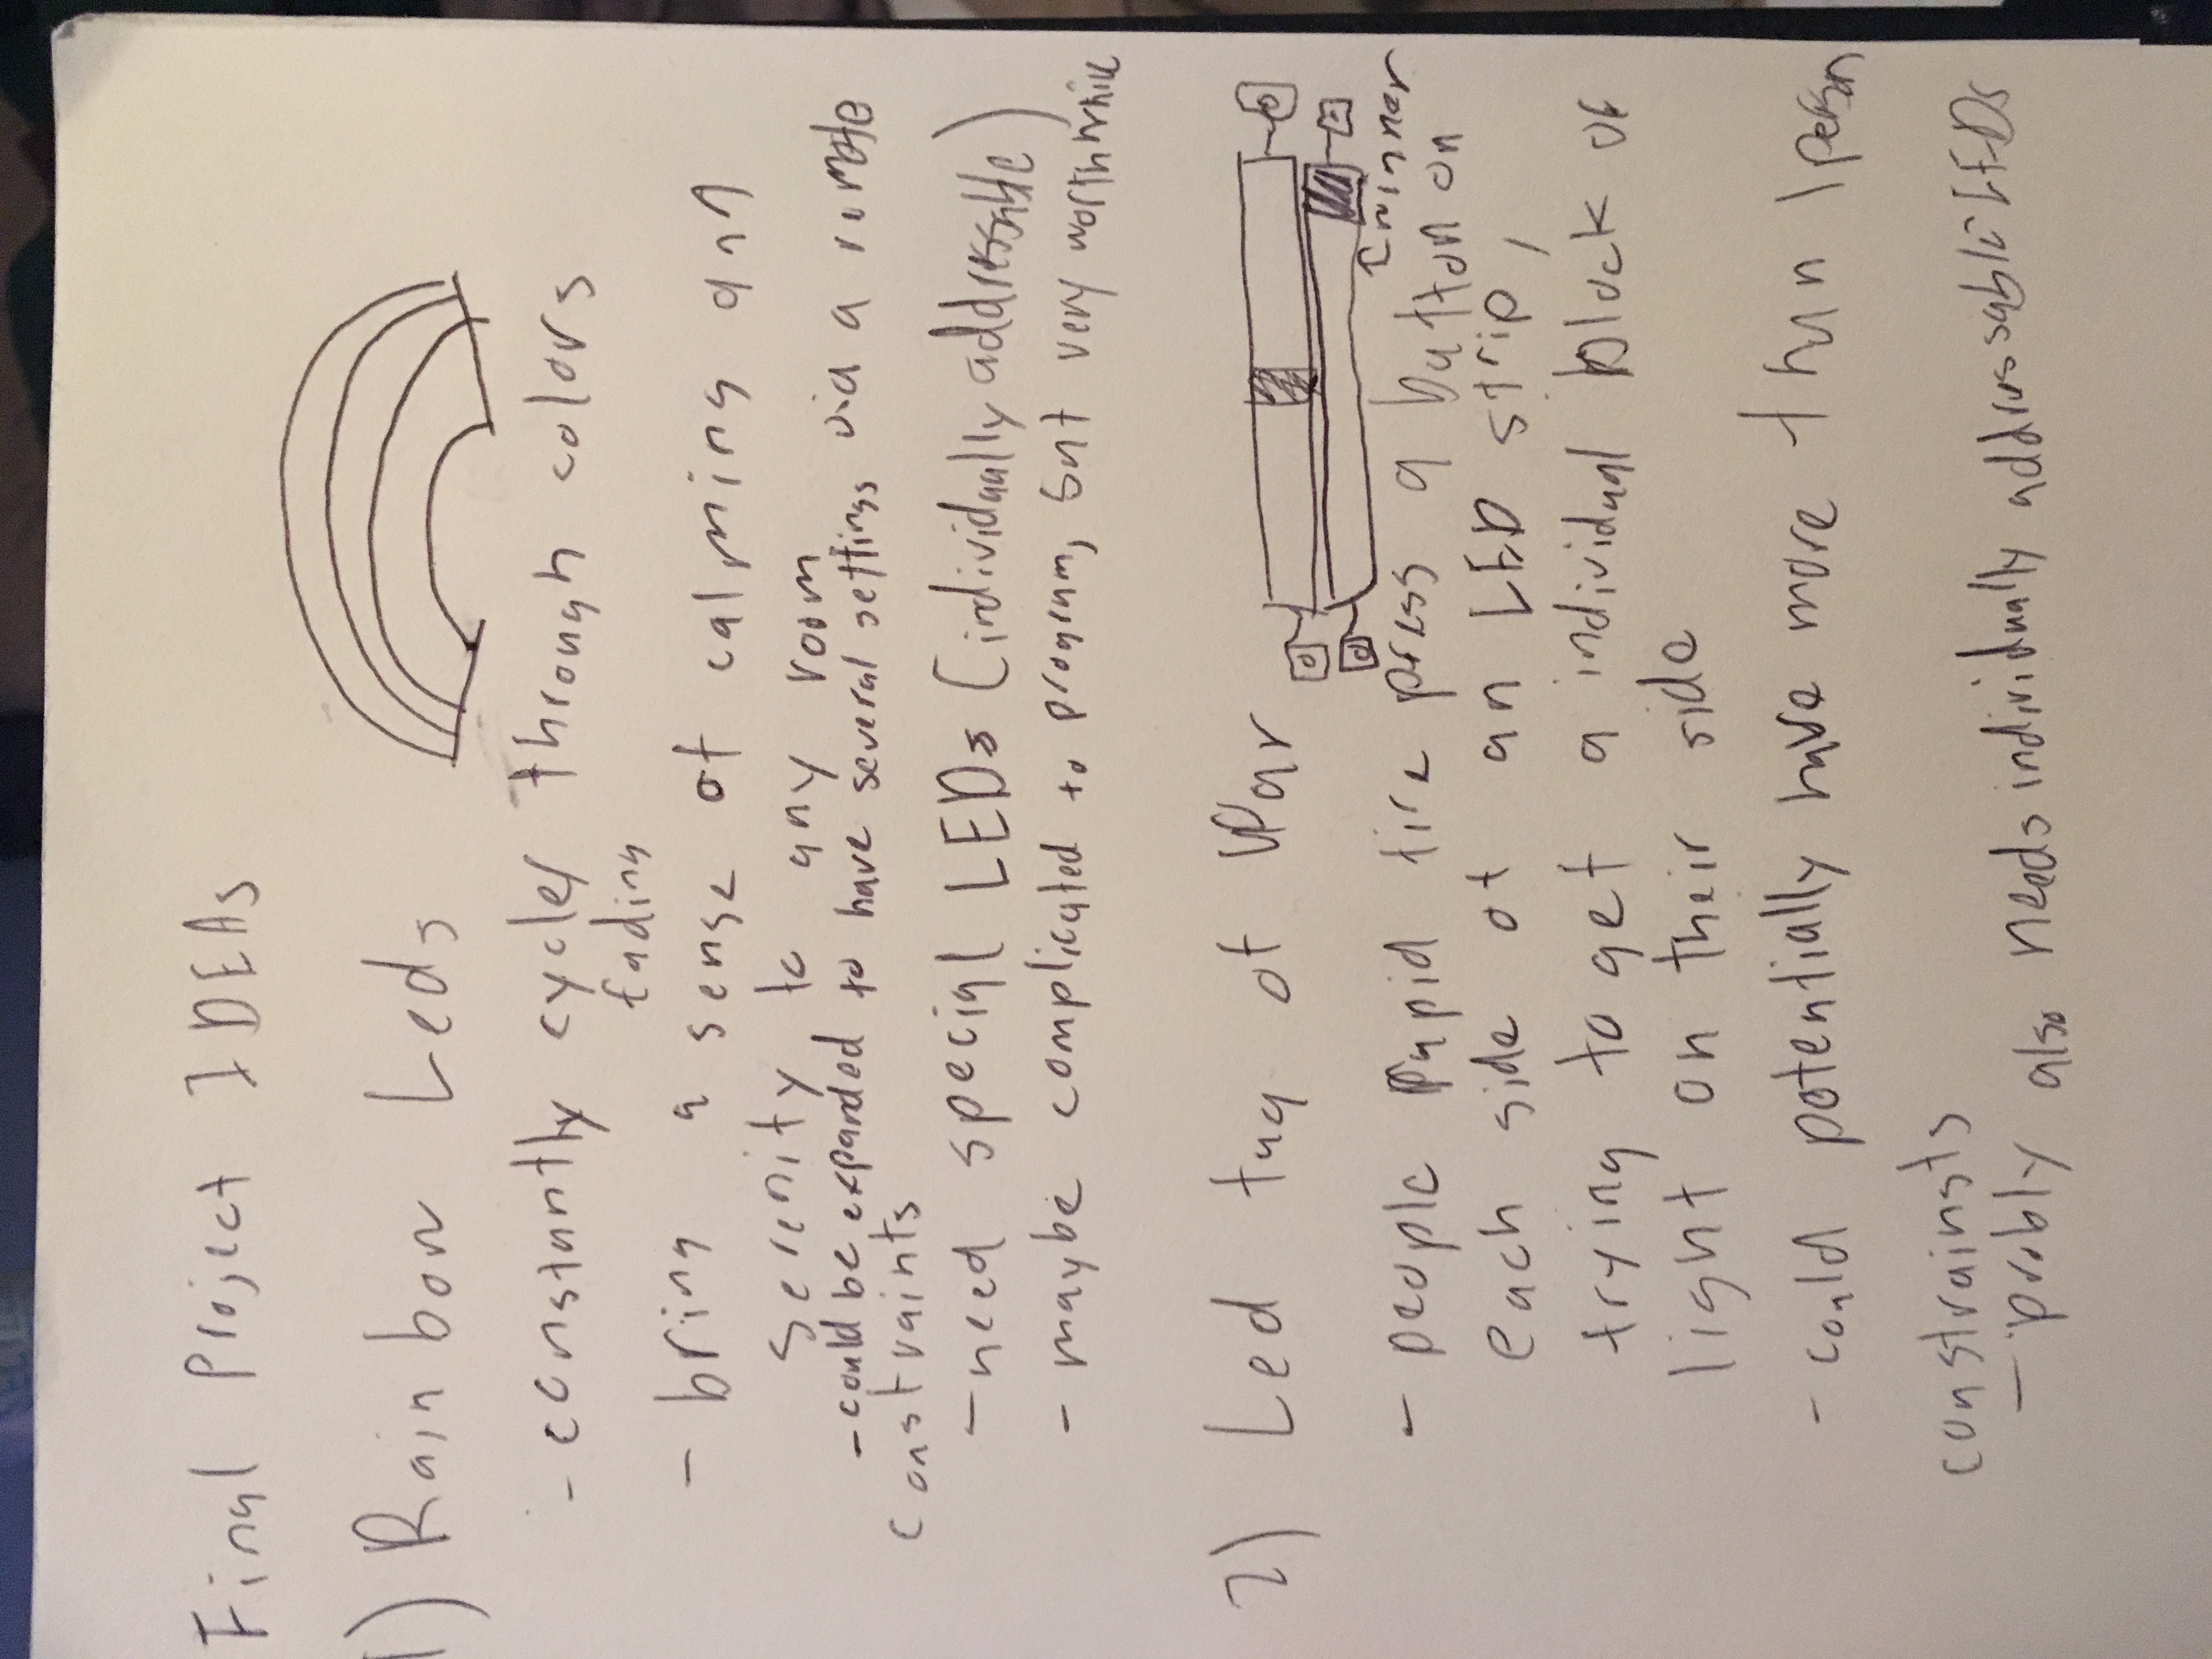 Final Project IDEAs
1) Rainbow Leds
- constantly cycles through colors
fading
- bring a sense of calming and
serenity to any room
- could be expanded to have several settings via a remote
constraints
- need special LEDs (individually addressable)
- maybe complicated to program, but very worthwhile
2) Led tug of War
winner
- people rapid fire press a button on
each side of an LED strip,
trying to get a individual block of
light on their side
- could potentially have more than 1 person
constrainsts
- probly also needs individually addressable LEDs